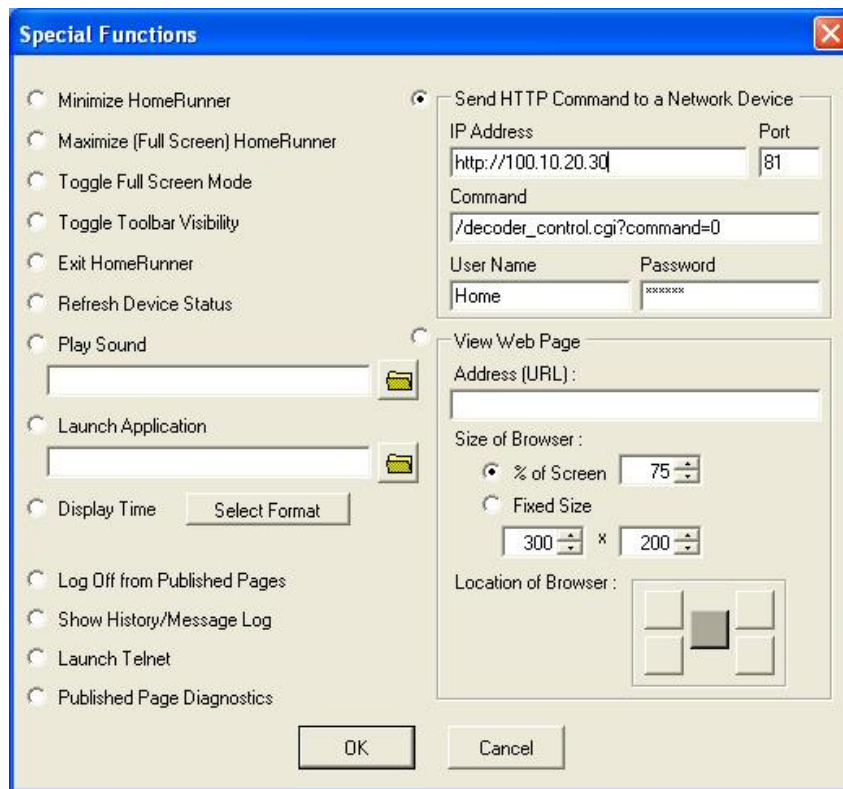 Special Functions
Minimize HomeRunner
Maximize (Full Screen) HomeRunner
Toggle Full Screen Mode
Toggle Toolbar Visibility
Exit HomeRunner
Refresh Device Status
Play Sound
Launch Application
Display Time
Select Format
Log Off from Published Pages
Show History/Message Log
Launch Telnet
Published Page Diagnostics
Send HTTP Command to a Network Device
IP Address Port
http://100.10.20.30 81
Command
/decoder_control.cgi?command=0
User Name Password
Home ******
View Web Page
Address (URL) :
Size of Browser :
% of Screen 75
Fixed Size
300 x 200
Location of Browser :
OK Cancel